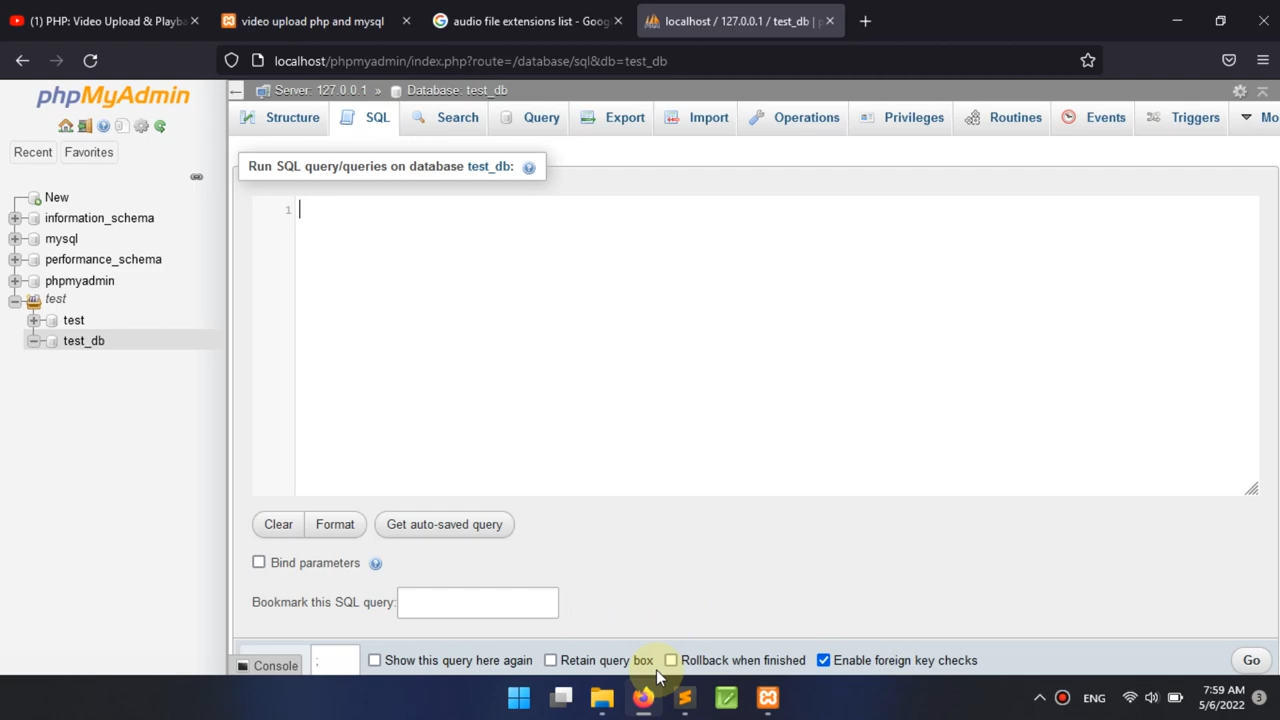 (1) PHP: Video Upload & Playba
video upload php and mysql
audio file extensions list - Goog
localhost / 127.0.0.1 / test_db | p
localhost/phpmyadmin/index.php?route=/database/sql&db=test_db
phpMyAdmin
Server: 127.0.0.1 » Database: test_db
Structure
SQL
Search
Query
Export
Import
Operations
Privileges
Routines
Events
Triggers
Mo
Recent
Favorites
Run SQL query/queries on database test_db:
New
information_schema
mysql
performance_schema
phpmyadmin
test
test
test_db
1
Clear
Format
Get auto-saved query
Bind parameters
Bookmark this SQL query:
Console
;
Show this query here again
Retain query box
Rollback when finished
Enable foreign key checks
Go
ENG
7:59 AM
5/6/2022
3